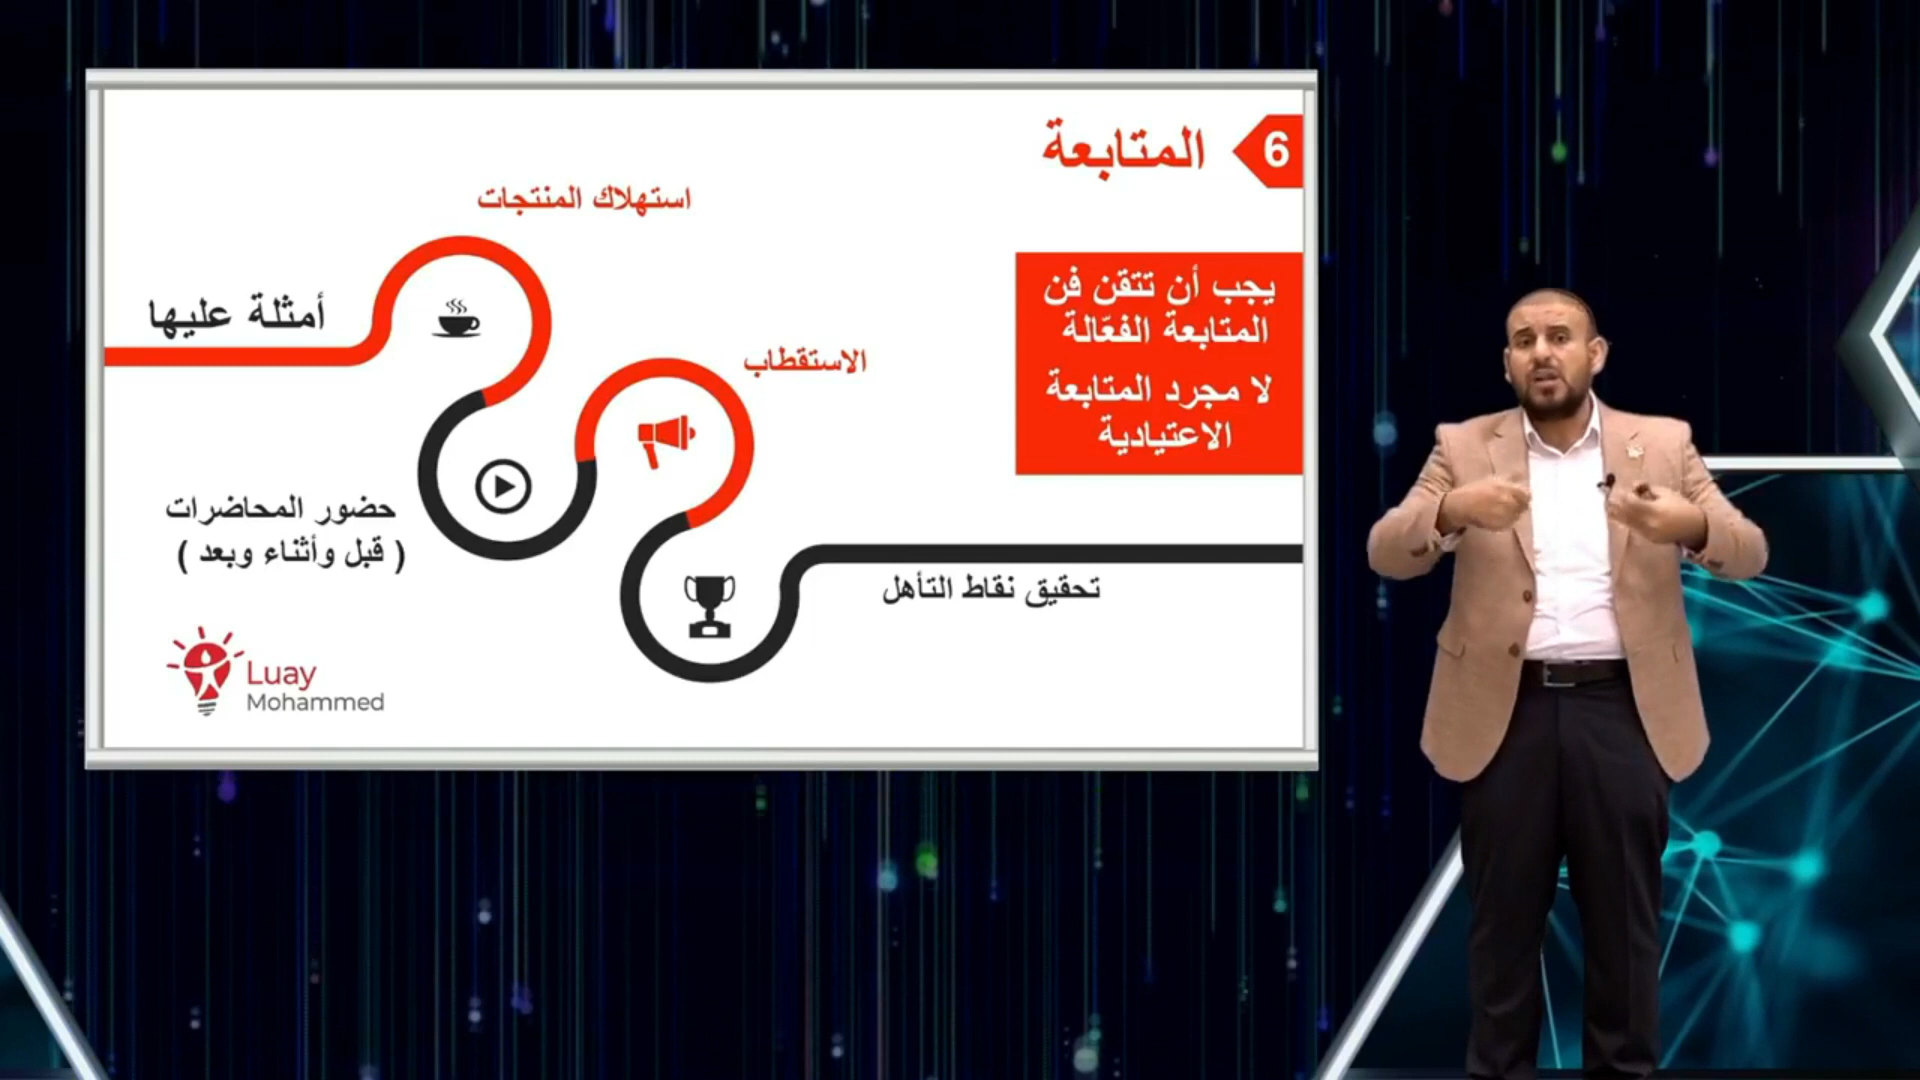 6
المتابعة
يجب أن تتقن فن
المتابعة الفعّالة
لا مجرد المتابعة
الاعتيادية
أمثلة عليها
استهلاك المنتجات
حضور المحاضرات
( قبل وأثناء وبعد )
الاستقطاب
تحقيق نقاط التأهل
Luay
Mohammed